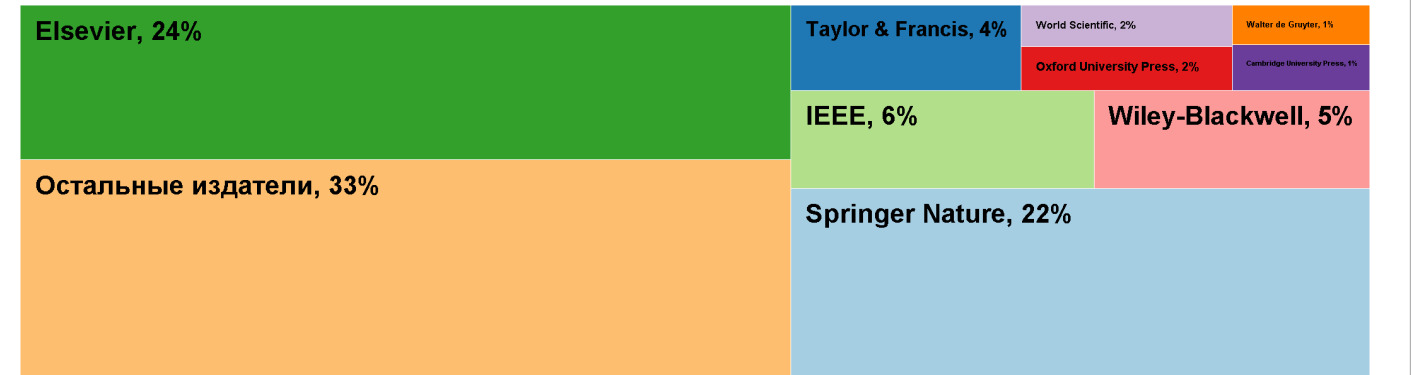 Elsevier, 24%
Остальные издатели, 33%
Taylor & Francis, 4%
World Scientific, 2%
Walter de Gruyter, 1%
Oxford University Press, 2%
Cambridge University Press, 1%
IEEE, 6%
Wiley-Blackwell, 5%
Springer Nature, 22%